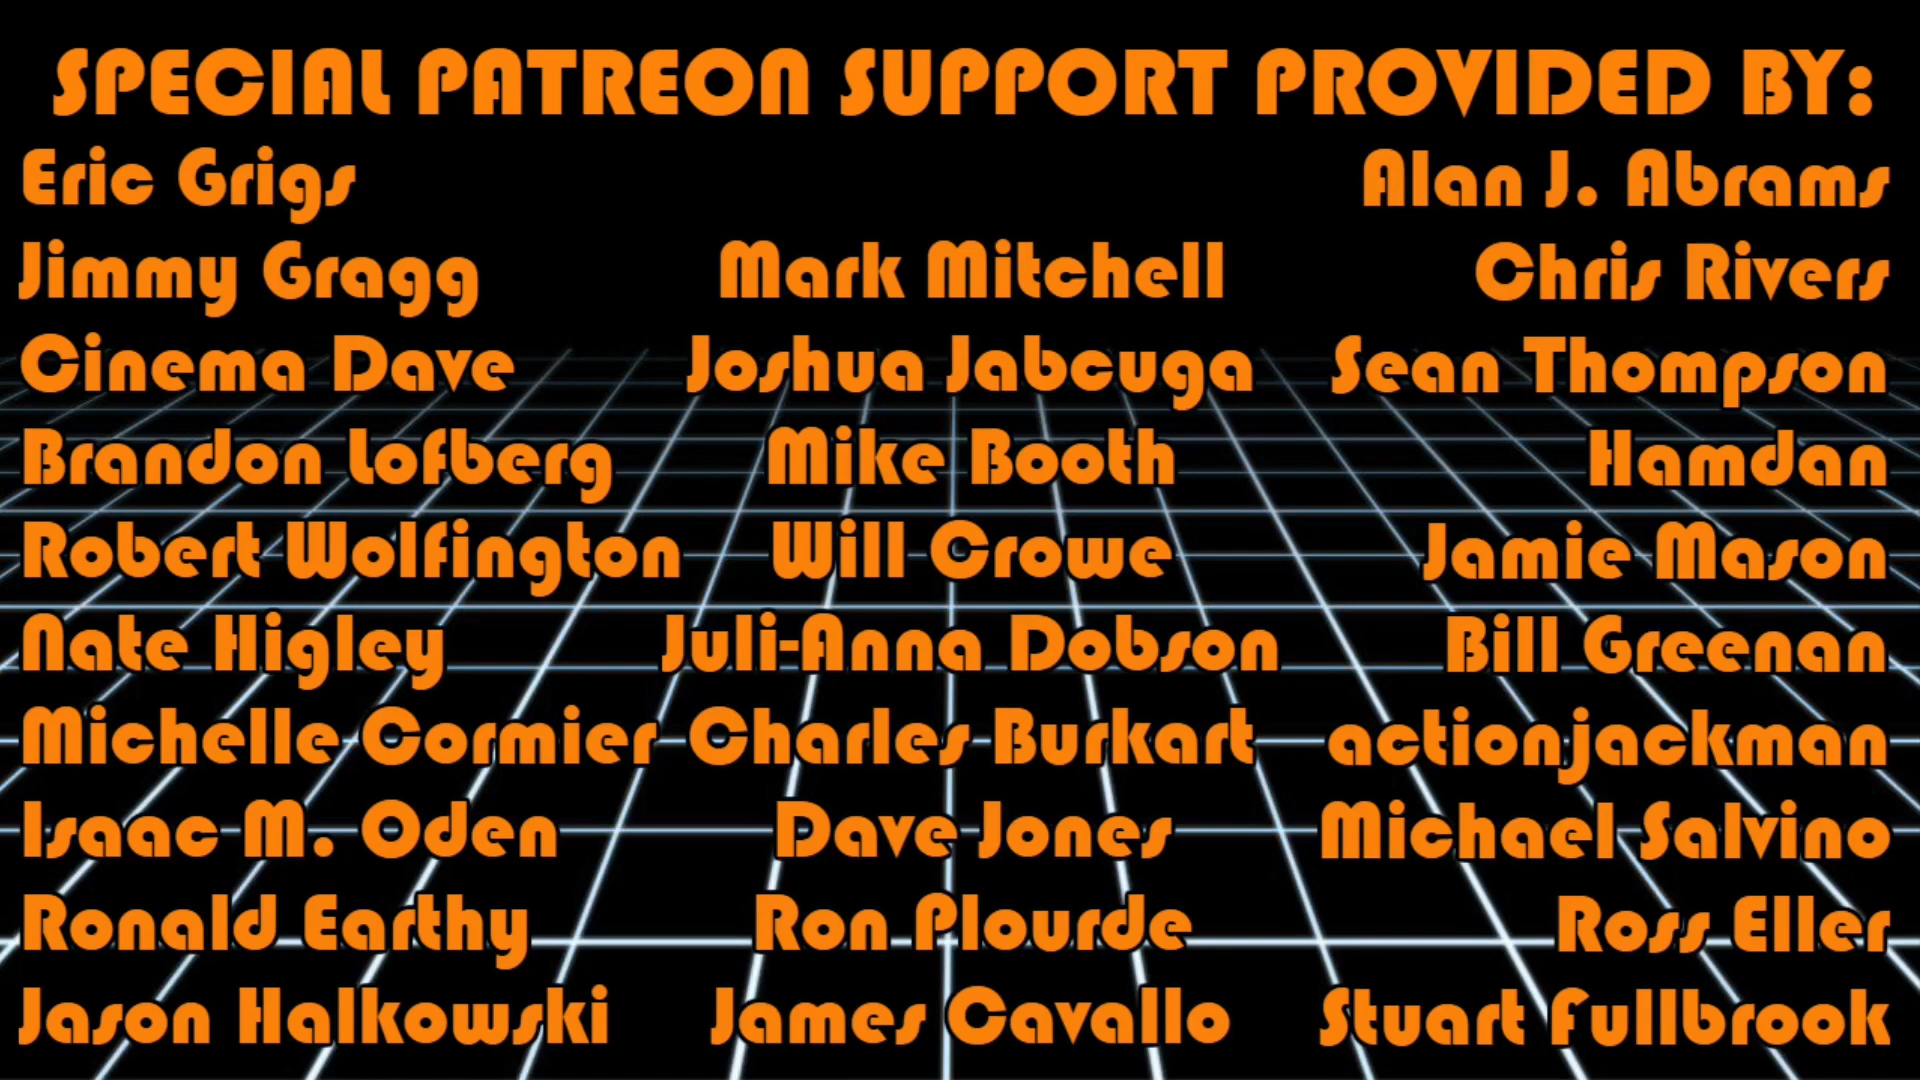 SPECIAL PATREON SUPPORT PROVIDED BY:
Eric Grigs Alan J. Abrams
Jimmy Gragg Mark Mitchell Chris Rivers
Cinema Dave Joshua Jabcuga Sean Thompson
Brandon Lofberg Mike Booth Hamdan
Robert Wolfington Will Crowe Jamie Mason
Nate Higley Juli-Anna Dobson Bill Greenan
Michelle Cormier Charles Burkart actionjackman
Isaac M. Oden Dave Jones Michael Salvino
Ronald Earthy Ron Plourde Ross Eller
Jason Halkowski James Cavallo Stuart Fullbrook